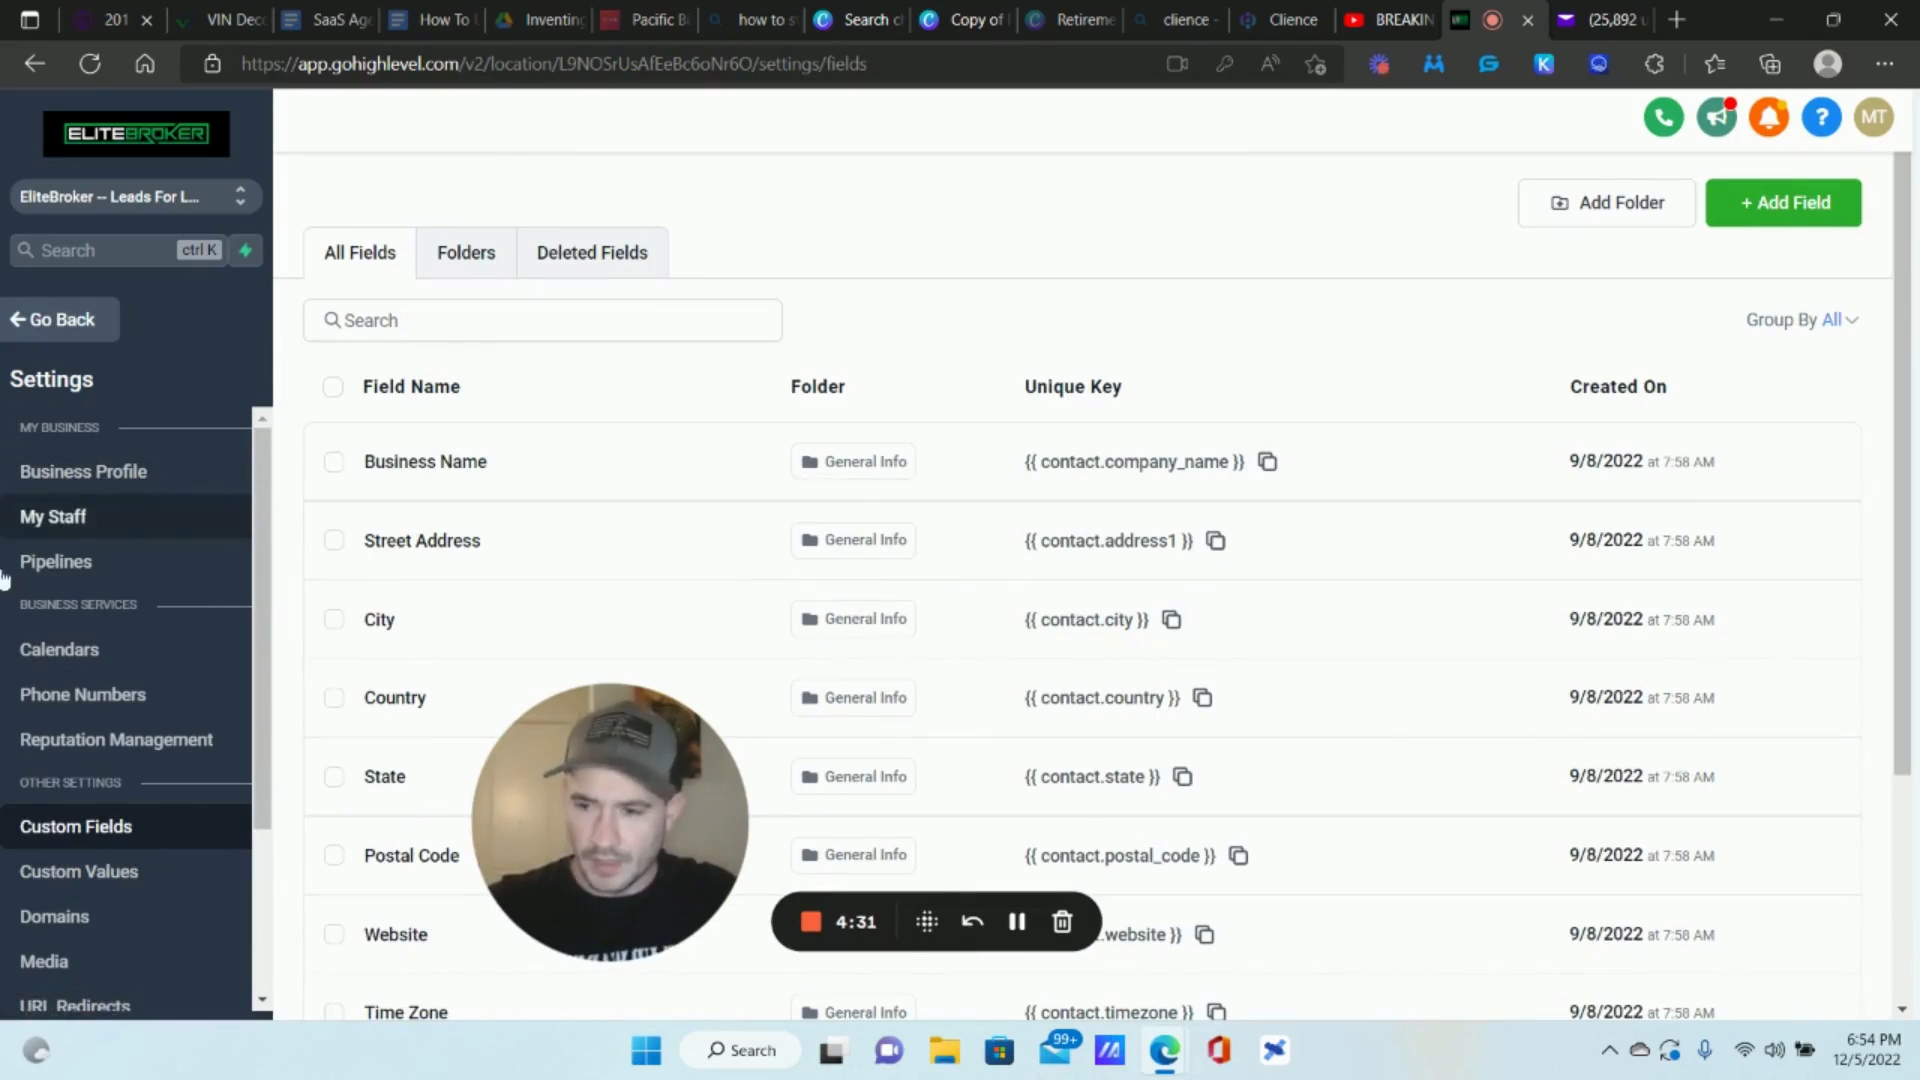 201
VIN Deco
SaaS Age
How To U
Inventing
Pacific Bi
how to s
Search c
Copy of
Retireme
clience -
Clience
BREAKIN
(25,892 u
https://app.gohighlevel.com/v2/location/L9NOSrUsAfEeBc6oNr6O/settings/fields
ELITEBROKER
MT
EliteBroker -- Leads For L...
Add Folder
+ Add Field
Search
ctrl K
All Fields
Folders
Deleted Fields
Go Back
Search
Group By All
Settings
Field Name
Folder
Unique Key
Created On
MY BUSINESS
Business Profile
My Staff
Pipelines
BUSINESS SERVICES
Calendars
Phone Numbers
Reputation Management
OTHER SETTINGS
Custom Fields
Custom Values
Domains
Media
URL Redirects
Business Name
General Info
{{ contact.company_name }}
9/8/2022 at 7:58 AM
Street Address
General Info
{{ contact.address1 }}
9/8/2022 at 7:58 AM
City
General Info
{{ contact.city }}
9/8/2022 at 7:58 AM
Country
General Info
{{ contact.country }}
9/8/2022 at 7:58 AM
State
General Info
{{ contact.state }}
9/8/2022 at 7:58 AM
Postal Code
General Info
{{ contact.postal_code }}
9/8/2022 at 7:58 AM
4:31
Website
.website }}
9/8/2022 at 7:58 AM
Time Zone
General Info
{{ contact.timezone }}
9/8/2022 at 7:58 AM
Search
99+
6:54 PM
12/5/2022